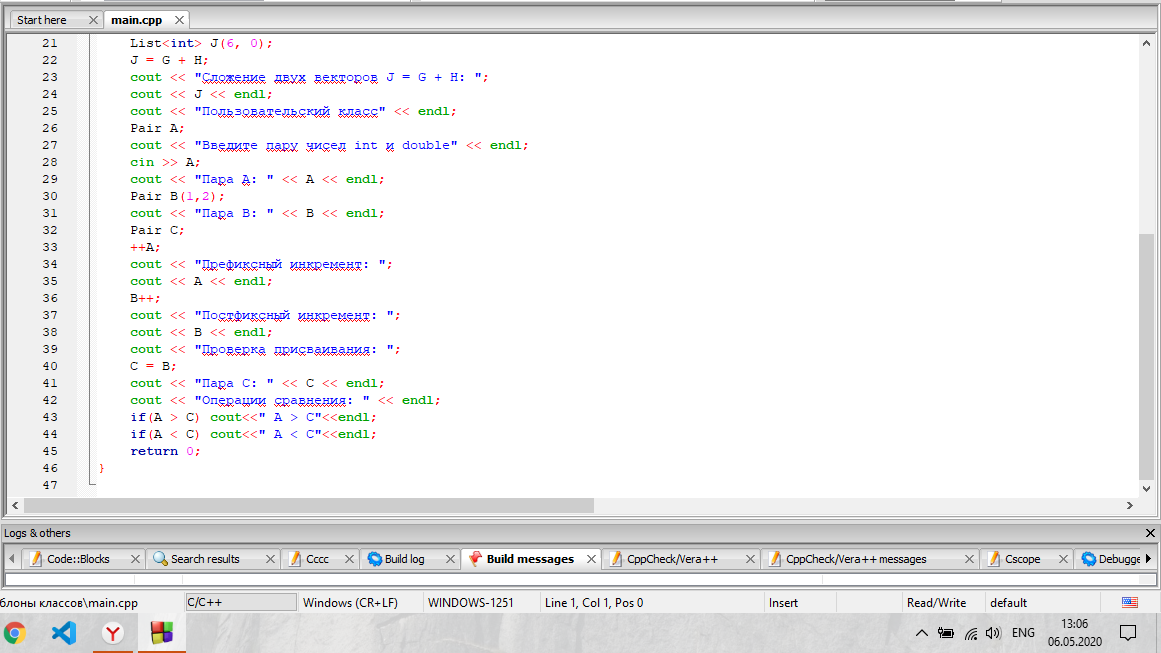 Start here main.cpp
21 List<int> J(6, 0);
22 J = G + H;
23 cout << "Сложение двух векторов J = G + H: ";
24 cout << J << endl;
25 cout << "Пользовательский класс" << endl;
26 Pair A;
27 cout << "Введите пару чисел int и double" << endl;
28 cin >> A;
29 cout << "Пара A: " << A << endl;
30 Pair B(1,2);
31 cout << "Пара B: " << B << endl;
32 Pair C;
33 ++A;
34 cout << "Префиксный инкремент: ";
35 cout << A << endl;
36 B++;
37 cout << "Постфиксный инкремент: ";
38 cout << B << endl;
39 cout << "Проверка присваивания: ";
40 C = B;
41 cout << "Пара C: " << C << endl;
42 cout << "Операции сравнения: " << endl;
43 if(A > C) cout<<" A > C"<<endl;
44 if(A < C) cout<<" A < C"<<endl;
45 return 0;
46 }
47
Logs & others
Code::Blocks Search results Cccc Build log Build messages CppCheck/Vera++ CppCheck/Vera++ messages Cscope Debugge
блоны классов\main.cpp C/C++ Windows (CR+LF) WINDOWS-1251 Line 1, Col 1, Pos 0 Insert Read/Write default
ENG 13:06
06.05.2020